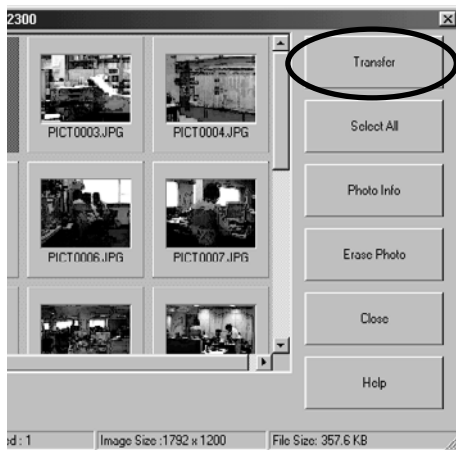 2300
Transfer
PICT0003.JPG PICT0004.JPG
Select All
Photo Info
PICT0006.JPG PICT0007.JPG
Erase Photo
Close
Help
ed : 1 Image Size :1792 x 1200 File Size: 357.6 KB